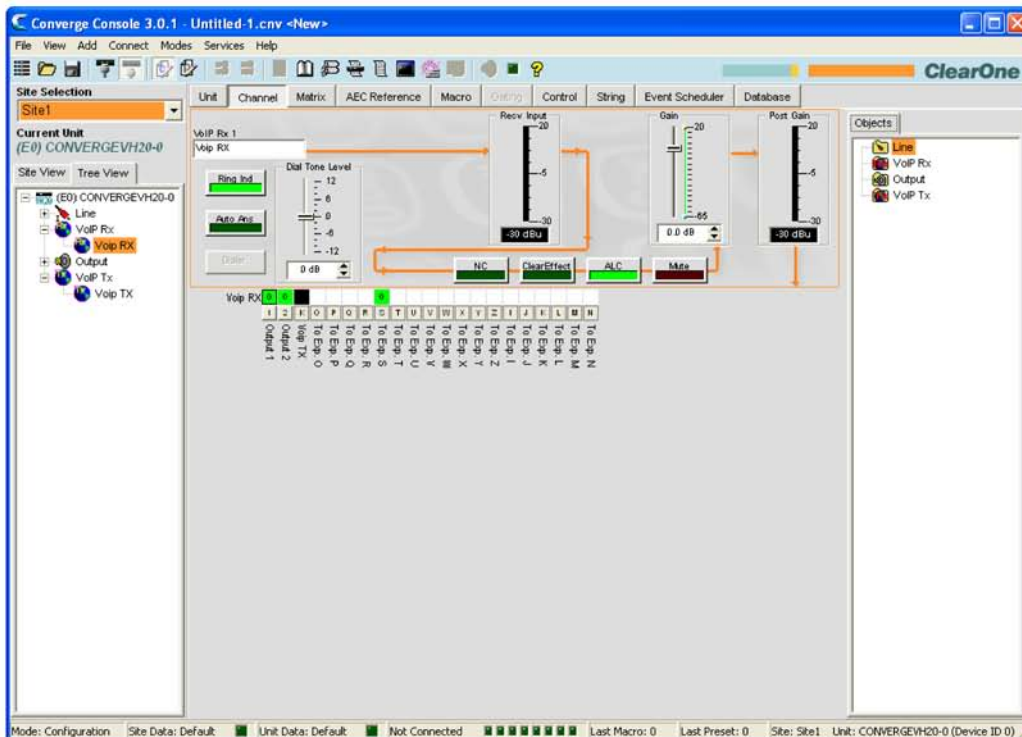 Converge Console 3.0.1 - Untitled-1.cnv <New>
File View Add Connect Modes Services Help
ClearOne
Site Selection
Site1
Current Unit
(E0) CONVERGEVH20-0
Site View Tree View
(E0) CONVERGEVH20-0
Line
VoIP Rx
Voip RX
Output
VoIP Tx
Voip TX
Unit Channel Matrix AEC Reference Macro Gating Control String Event Scheduler Database
VoIP Rx 1
Voip RX
Ring Ind
Auto Ans
Dialer
Dial Tone Level
12
6
0
-6
-12
0 dB
Recv Input
20
-5
-30
-30 dBu
Gain
20
-65
0.0 dB
Post Gain
20
-5
-30
-30 dBu
NC ClearEffect ALC Mute
Voip RX 0 0 0
1 2 K O P Q R S T U V W X Y Z I J K L M N
Output 1
Output 2
Voip TX
To Exp. O
To Exp. P
To Exp. Q
To Exp. R
To Exp. S
To Exp. T
To Exp. U
To Exp. V
To Exp. W
To Exp. X
To Exp. Y
To Exp. Z
To Exp. I
To Exp. J
To Exp. K
To Exp. L
To Exp. M
To Exp. N
Objects
Line
VoIP Rx
Output
VoIP Tx
Mode: Configuration Site Data: Default Unit Data: Default Not Connected Last Macro: 0 Last Preset: 0 Site: Site1 Unit: CONVERGEVH20-0 (Device ID 0)